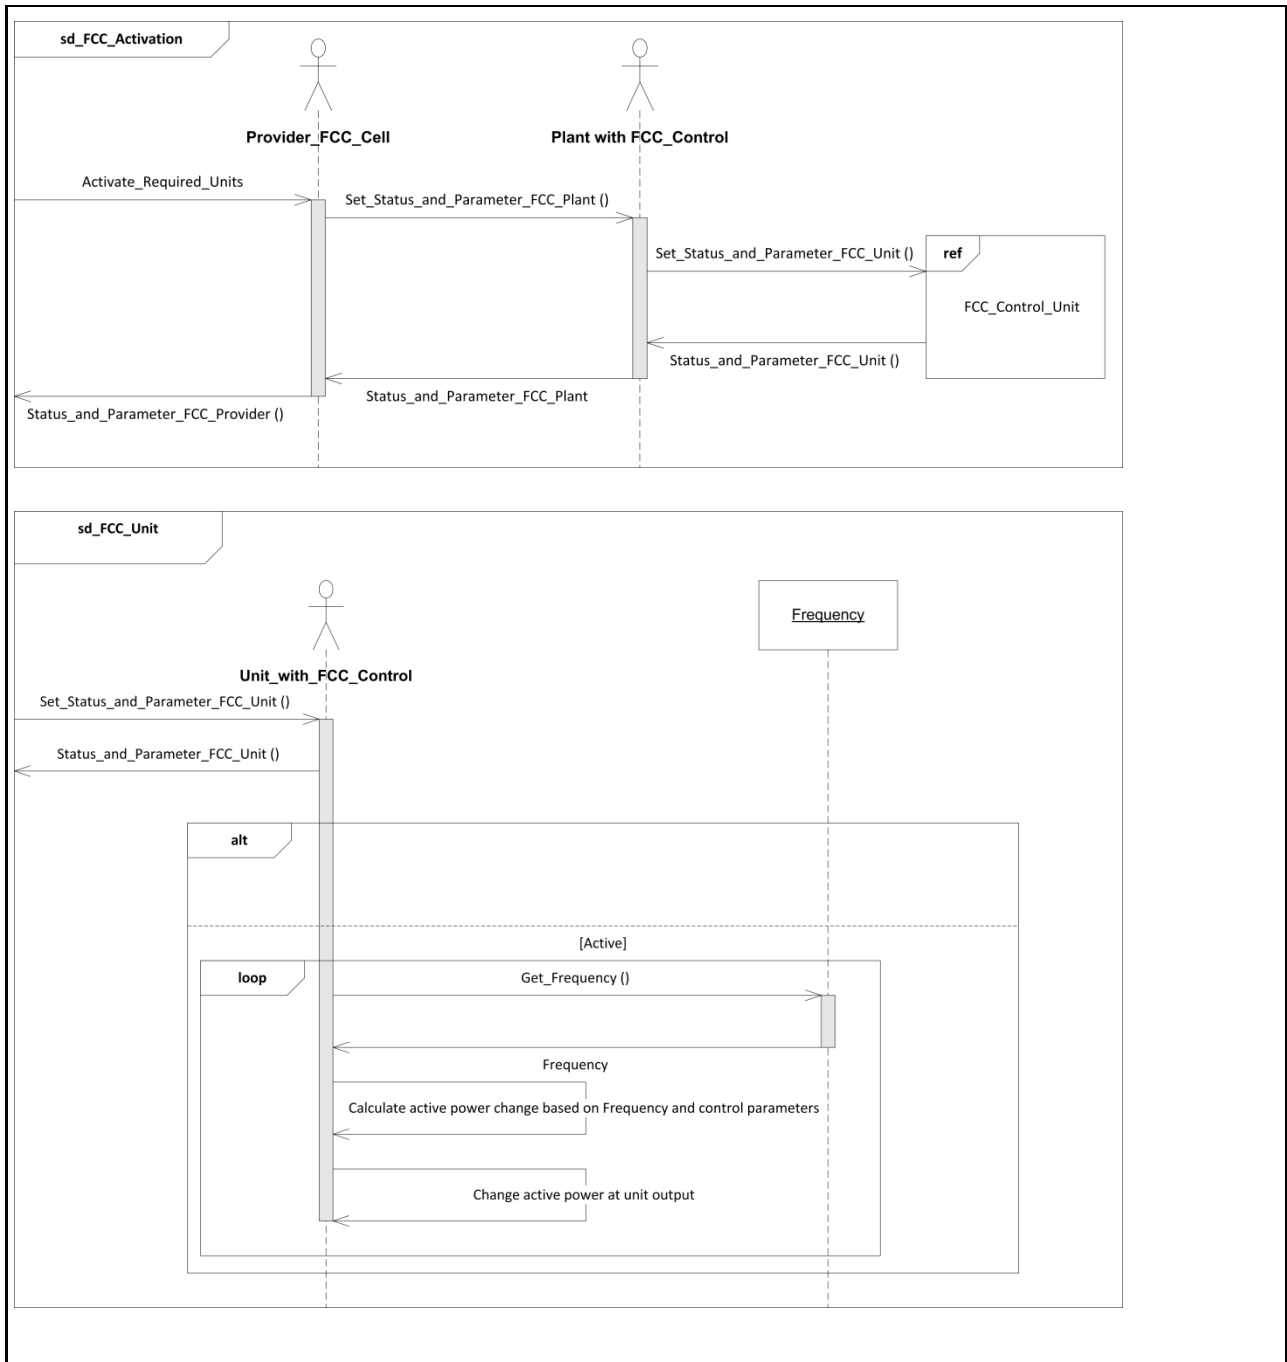 sd_FCC_Activation
Provider_FCC_Cell
Plant with FCC_Control
Activate_Required_Units
Set_Status_and_Parameter_FCC_Plant ()
Set_Status_and_Parameter_FCC_Unit ()
ref
FCC_Control_Unit
Status_and_Parameter_FCC_Unit ()
Status_and_Parameter_FCC_Plant
Status_and_Parameter_FCC_Provider ()
sd_FCC_Unit
Frequency
Unit_with_FCC_Control
Set_Status_and_Parameter_FCC_Unit ()
Status_and_Parameter_FCC_Unit ()
alt
[Active]
loop
Get_Frequency ()
Frequency
Calculate active power change based on Frequency and control parameters
Change active power at unit output